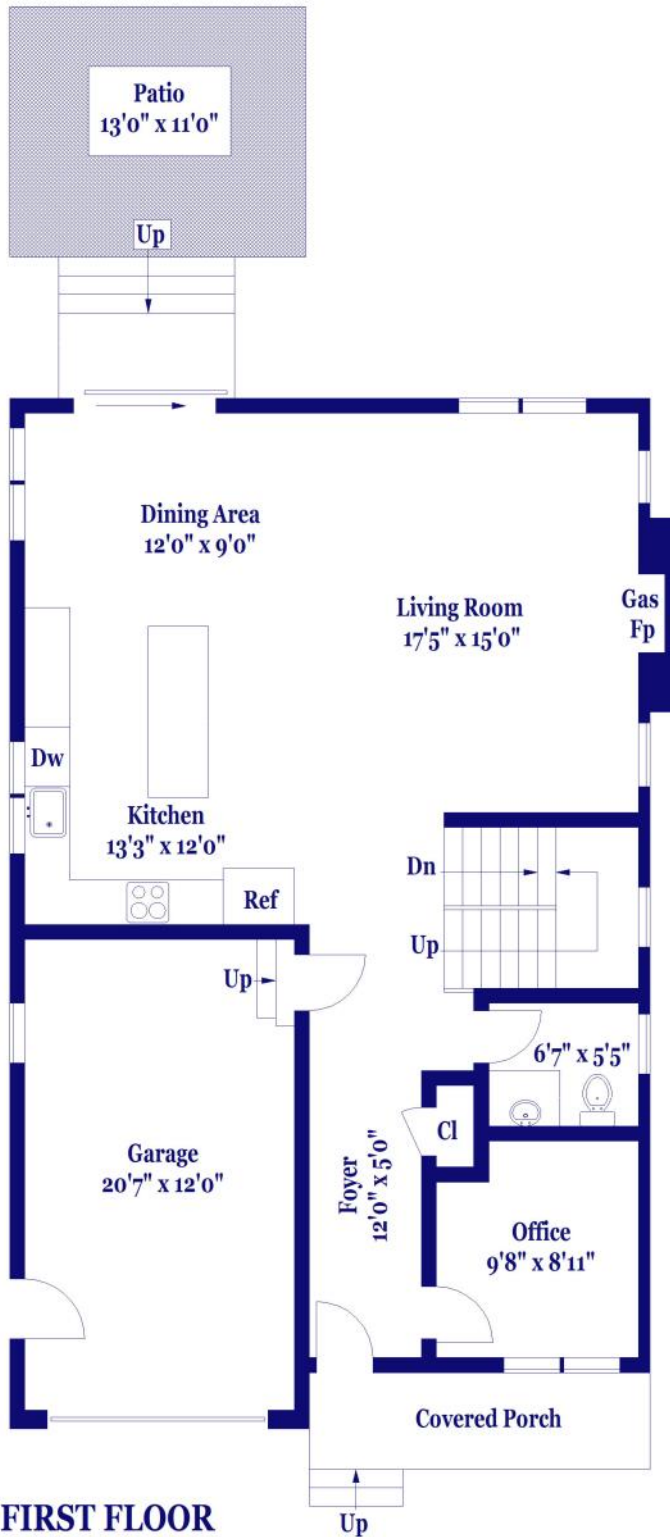 Patio
13'0" x 11'0"
Up
Dining Area
12'0" x 9'0"
Living Room
17'5" x 15'0"
Gas
Fp
Dw
Kitchen
13'3" x 12'0"
Ref
Dn
Up
Up
6'7" x 5'5"
Cl
Garage
20'7" x 12'0"
Foyer
12'0" x 5'0"
Office
9'8" x 8'11"
Covered Porch
FIRST FLOOR
Up